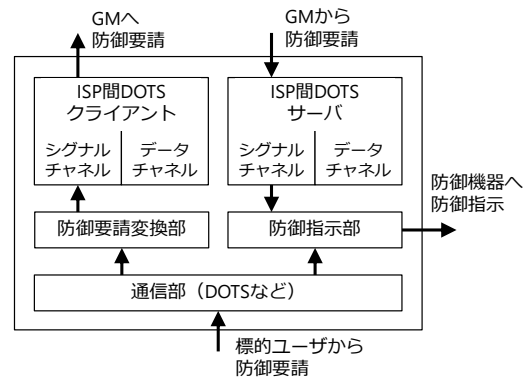 GMへ
防御要請
GMから
防御要請
ISP間DOTS
クライアント
シグナル
チャネル
データ
チャネル
ISP間DOTS
サーバ
シグナル
チャネル
データ
チャネル
防御機器へ
防御指示
防御要請変換部
防御指示部
通信部（DOTSなど）
標的ユーザから
防御要請